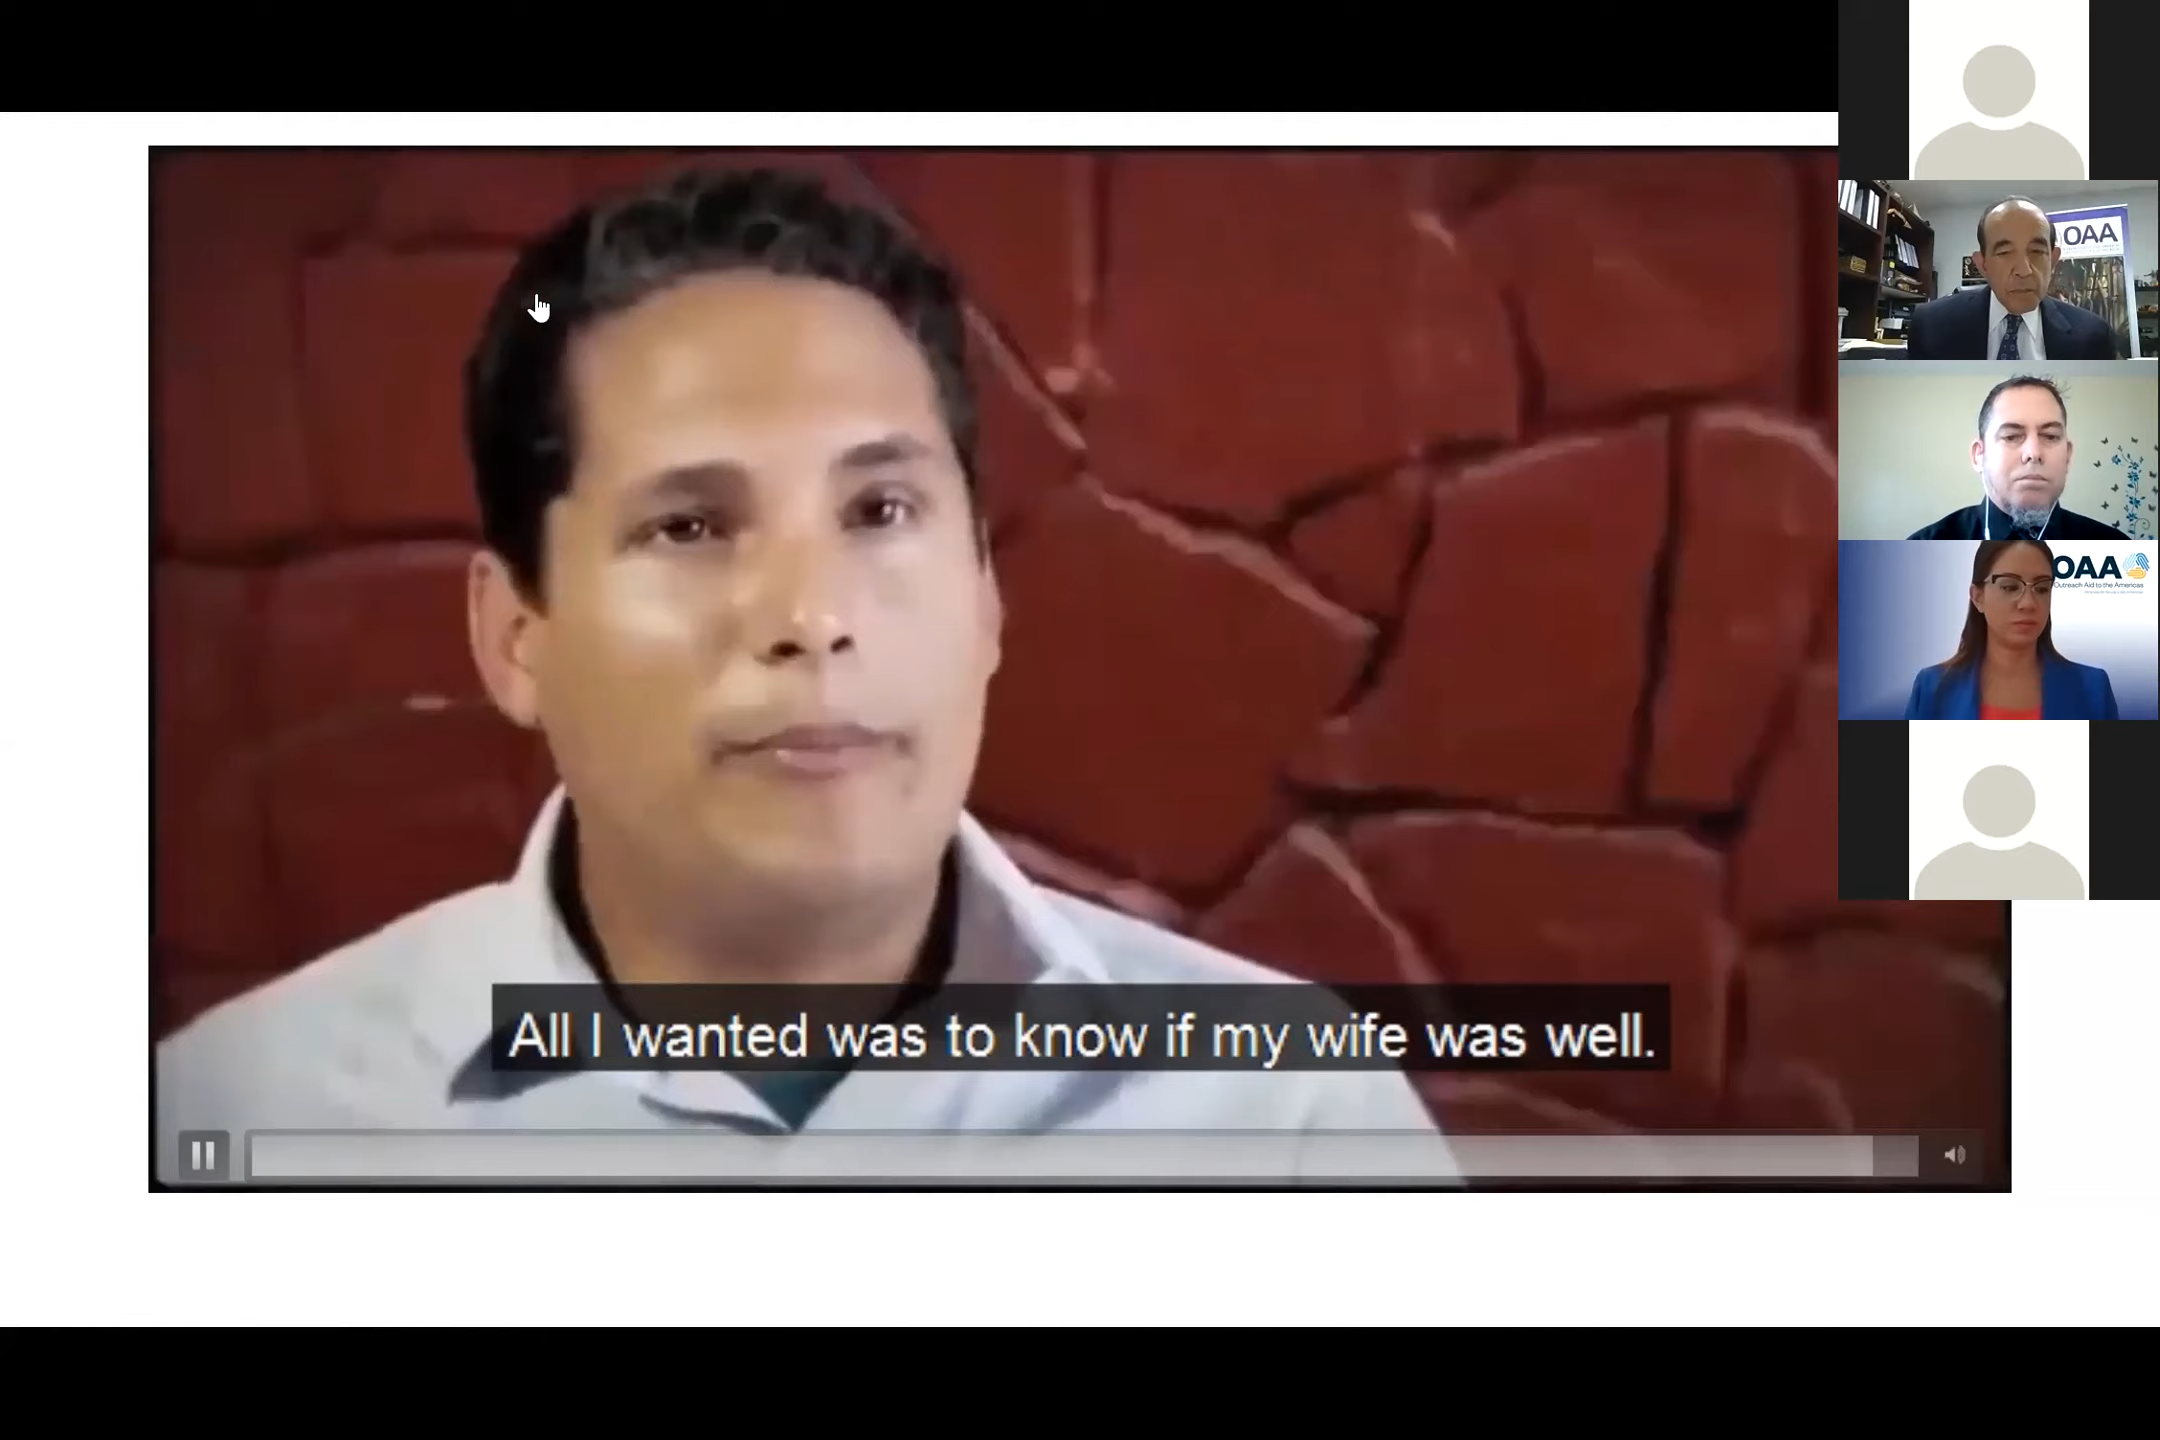 OAA
OAA
Outreach Aid to the Americas
All I wanted was to know if my wife was well.